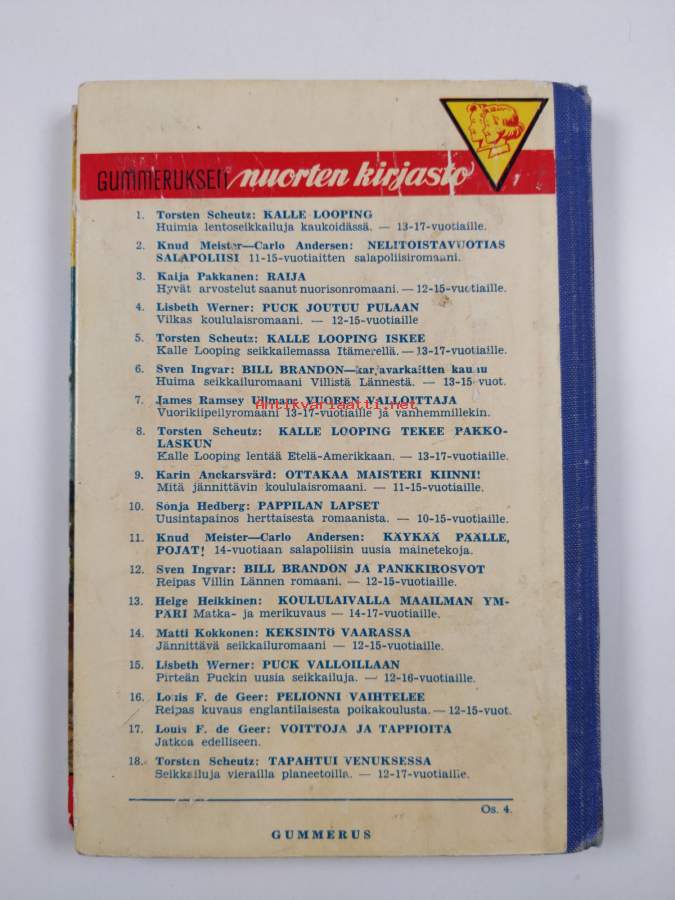 GUMMERUKSEN nuorten kirjasto
1. Torsten Scheutz: KALLE LOOPING
Huimia lentoseikkailuja kaukoidässä. — 13-17-vuotiaille.
2. Knud Meister—Carlo Andersen: NELITOISTAVUOTIAS
SALAPOLIISI 11-15-vuotiaitten salapoliisiromaani.
3. Kaija Pakkanen: RAIJA
Hyvät arvostelut saanut nuorisonromaani. — 12-15-vuotiaille.
4. Lisbeth Werner: PUCK JOUTUU PULAAN
Vilkas koululaisromaani. — 12-15-vuotiaille
5. Torsten Scheutz: KALLE LOOPING ISKEE
Kalle Looping seikkailemassa Itämerellä. — 13-17-vuotiaille.
6. Sven Ingvar: BILL BRANDON—karjavarkaitten kauhu
Huima seikkailuromaani Villistä Lännestä. — 13-15 vuot.
7. James Ramsey Ullman: VUOREN VALLOITTAJA
Antikvariaatti.net
Vuorikiipeilyromaani 13-17-vuotiaille ja vanhemmillekin.
8. Torsten Scheutz: KALLE LOOPING TEKEE PAKKO-
LASKUN
Kalle Looping lentää Etelä-Amerikkaan. — 13-17-vuotiaille.
9. Karin Anckarsvärd: OTTAKAA MAISTERI KIINNI!
Mitä jännittävin koululaisromaani. — 11-15-vuotiaille.
10. Sonja Hedberg: PAPPILAN LAPSET
Uusintapainos herttaisesta romaanista. — 10-15-vuotiaille.
11. Knud Meister—Carlo Andersen: KÄYKÄÄ PÄÄLLE,
POJAT! 14-vuotiaan salapoliisin uusia mainetekoja.
12. Sven Ingvar: BILL BRANDON JA PANKKIROSVOT
Reipas Villin Lännen romaani. — 12-15-vuotiaille.
13. Helge Heikkinen: KOULULAIVALLA MAAILMAN YM-
PÄRI Matka- ja merikuvaus — 14-17-vuotiaille.
14. Matti Kokkonen: KEKSINTÖ VAARASSA
Jännittävä seikkailuromaani — 12-15-vuotiaille.
15. Lisbeth Werner: PUCK VALLOILLAAN
Pirteän Puckin uusia seikkailuja. — 12-16-vuotiaille.
16. Louis F. de Geer: PELIONNI VAIHTELEE
Reipas kuvaus englantilaisesta poikakoulusta. — 12-15-vuot.
17. Louis F. de Geer: VOITTOJA JA TAPPIOITA
Jatkoa edelliseen.
18. Torsten Scheutz: TAPAHTUI VENUKSESSA
Seikkailuja vierailla planeetoilla. — 12-17-vuotiaille.
Os. 4.
GUMMERUS